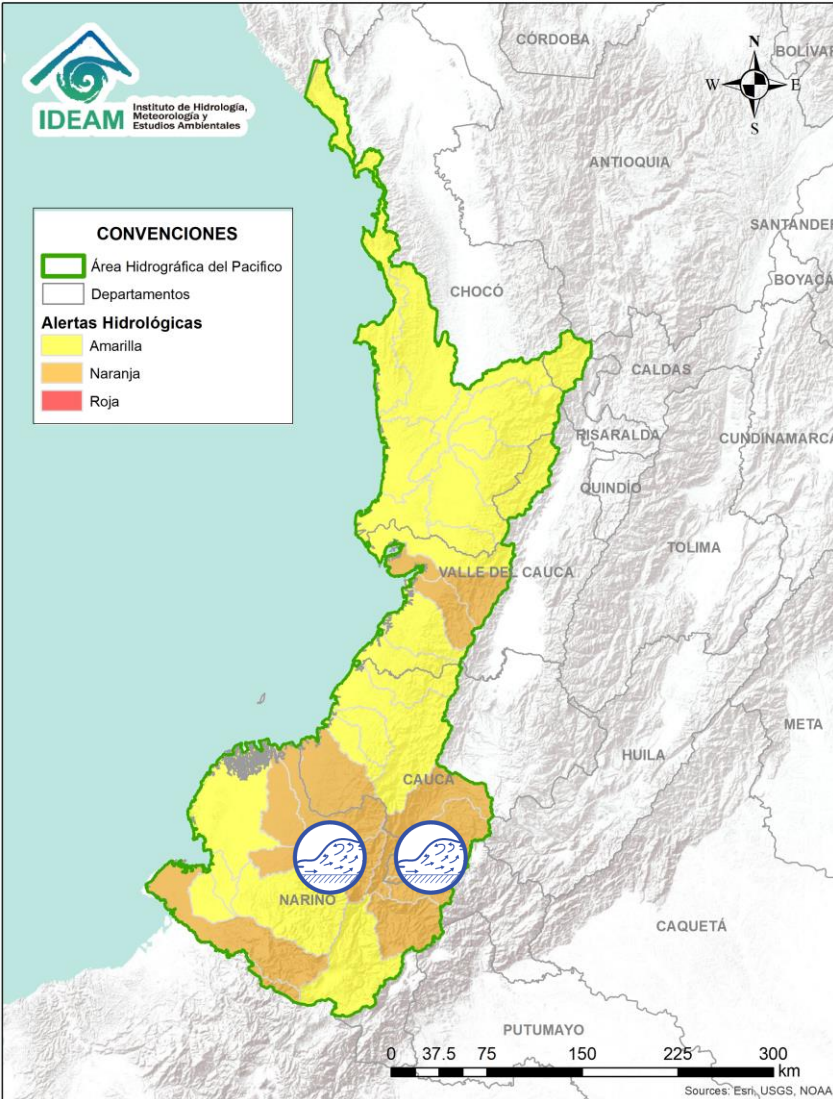 IDEAM
Instituto de Hidrología,
Meteorología y
Estudios Ambientales
N
W
E
S
CONVENCIONES
Área Hidrográfica del Pacifico
Departamentos
Alertas Hidrológicas
Amarilla
Naranja
Roja
CÓRDOBA
BOLÍVAR
ANTIOQUIA
SANTANDER
BOYACÁ
CHOCÓ
CALDAS
RISARALDA
CUNDINAMARCA
QUINDÍO
TOLIMA
VALLE DEL CAUCA
META
HUILA
CAUCA
NARIÑO
CAQUETÁ
PUTUMAYO
0 37.5 75 150 225 300
km
Sources: Esri, USGS, NOAA